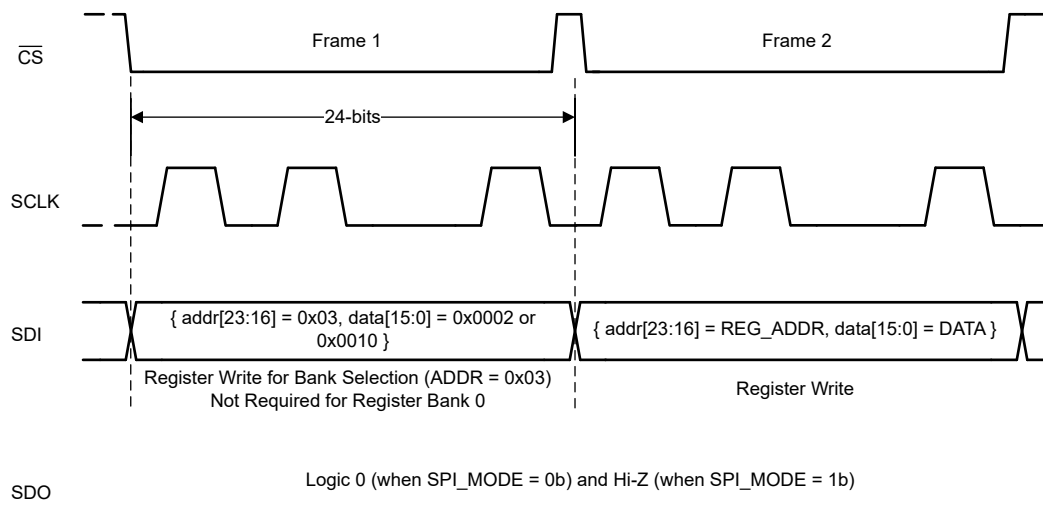 Frame 1
Frame 2
CS
24-bits
SCLK
SDI
{ addr[23:16] = 0x03, data[15:0] = 0x0002 or
0x0010 }
{ addr[23:16] = REG_ADDR, data[15:0] = DATA }
Register Write for Bank Selection (ADDR = 0x03)
Not Required for Register Bank 0
Register Write
SDO
Logic 0 (when SPI_MODE = 0b) and Hi-Z (when SPI_MODE = 1b)